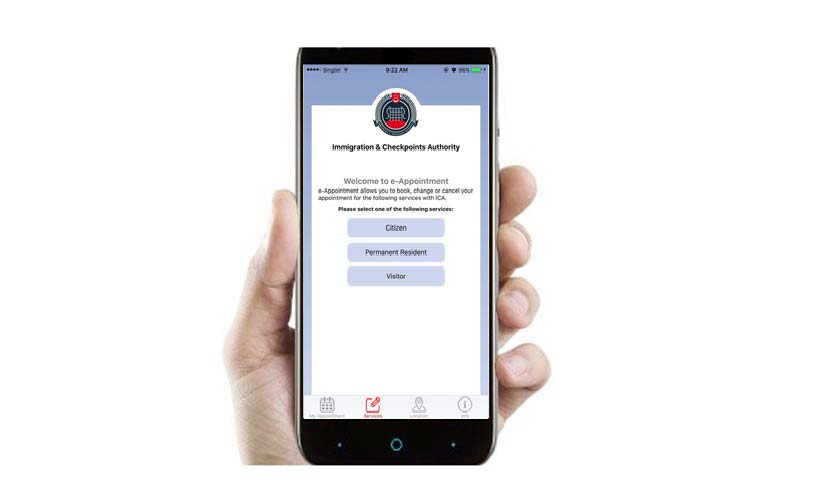 Singtel
9:22 AM
96%
Immigration & Checkpoints Authority
Welcome to e-Appointment
e-Appointment allows you to book, change or cancel your
appointment for the following services with ICA.
Please select one of the following services:
Citizen
Permanent Resident
Visitor
My Appointment
Services
Location
Info